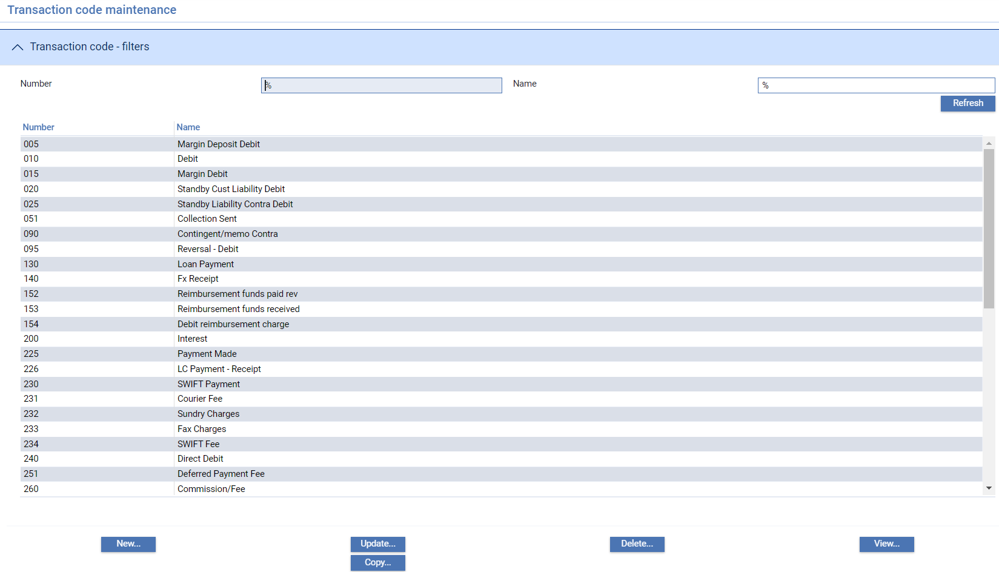 Transaction code maintenance
Transaction code - filters
Number % Name %
Refresh
Number Name
005 Margin Deposit Debit
010 Debit
015 Margin Debit
020 Standby Cust Liability Debit
025 Standby Liability Contra Debit
051 Collection Sent
090 Contingent/memo Contra
095 Reversal - Debit
130 Loan Payment
140 Fx Receipt
152 Reimbursement funds paid rev
153 Reimbursement funds received
154 Debit reimbursement charge
200 Interest
225 Payment Made
226 LC Payment - Receipt
230 SWIFT Payment
231 Courier Fee
232 Sundry Charges
233 Fax Charges
234 SWIFT Fee
240 Direct Debit
251 Deferred Payment Fee
260 Commission/Fee
New... Update... Delete... View...
Copy...